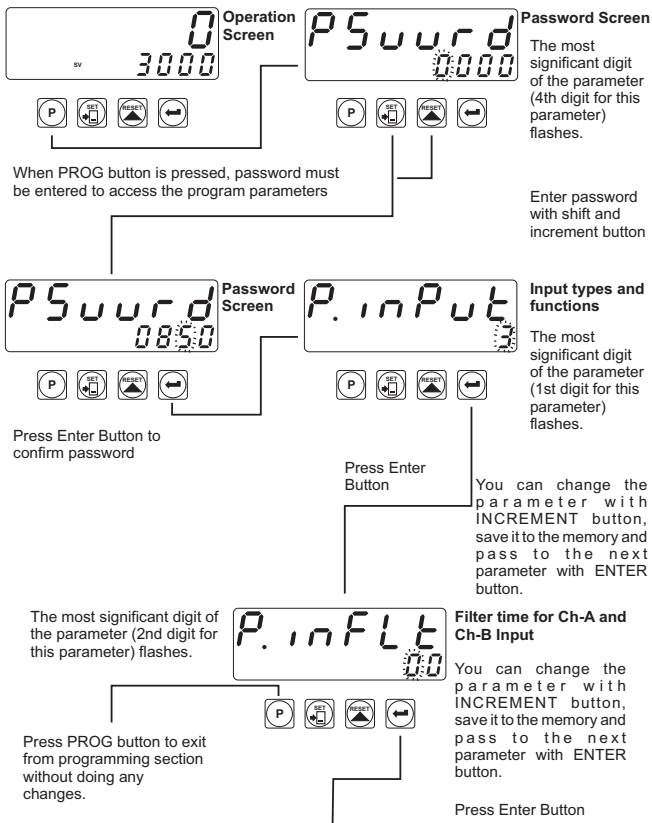 0
Operation
Screen
SV
3000
P
SET
RESET
PSuurd
0000
Password Screen
The most
significant digit
of the parameter
(4th digit for this
parameter)
flashes.
P
SET
RESET
When PROG button is pressed, password must
be entered to access the program parameters
Enter password
with shift and
increment button
PSuurd
0850
Password
Screen
P
SET
RESET
P.inPut
3
Input types and
functions
The most
significant digit
of the parameter
(1st digit for this
parameter)
flashes.
P
SET
RESET
Press Enter Button to
confirm password
Press Enter
Button
You can change the
parameter with
INCREMENT button,
save it to the memory and
pass to the next
parameter with ENTER
button.
The most significant digit of
the parameter (2nd digit for
this parameter) flashes.
P.inFLt
00
Filter time for Ch-A and
Ch-B Input
You can change the
parameter with
INCREMENT button,
save it to the memory and
pass to the next
parameter with ENTER
button.
P
SET
RESET
Press PROG button to exit
from programming section
without doing any
changes.
Press Enter Button